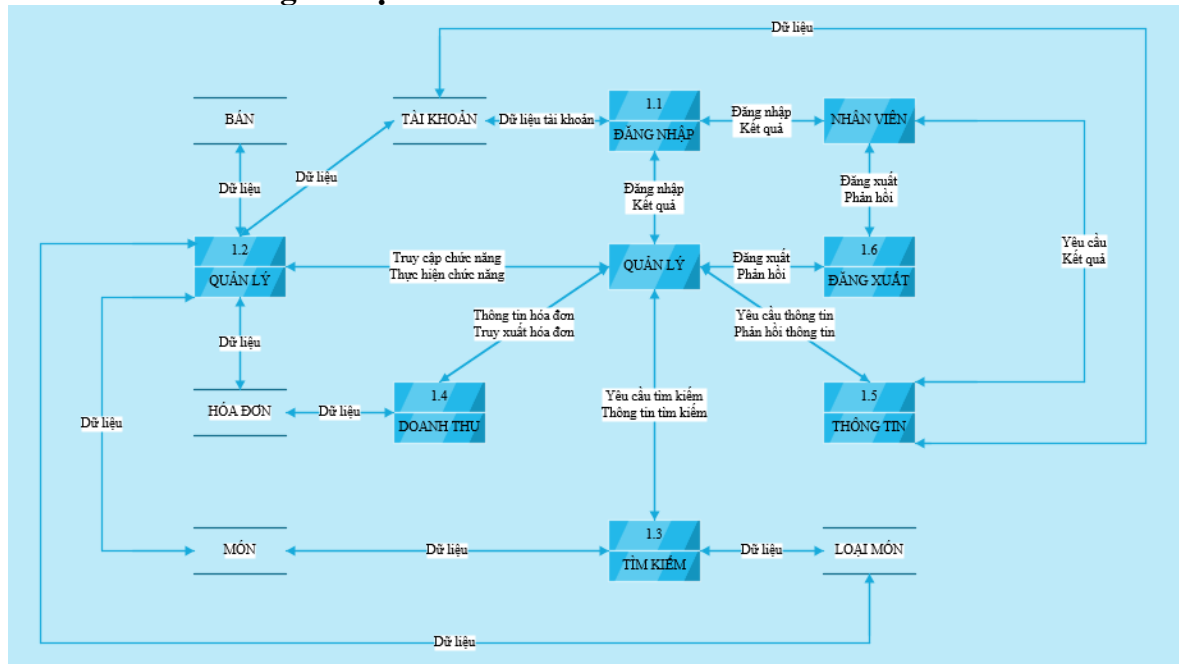 Dữ liệu
BÁN
TÀI KHOẢN
Dữ liệu tài khoản
1.1
ĐĂNG NHẬP
Đăng nhập
Kết quả
NHÂN VIÊN
Dữ liệu
Dữ liệu
Đăng nhập
Kết quả
Đăng xuất
Phản hồi
1.2
QUẢN LÝ
Truy cập chức năng
Thực hiện chức năng
QUẢN LÝ
Đăng xuất
Phản hồi
1.6
ĐĂNG XUẤT
Yêu cầu
Kết quả
Thông tin hóa đơn
Truy xuất hóa đơn
Yêu cầu thông tin
Phản hồi thông tin
Dữ liệu
HÓA ĐƠN
Dữ liệu
1.4
DOANH THU
Yêu cầu tìm kiếm
Thông tin tìm kiếm
1.5
THÔNG TIN
Dữ liệu
MÓN
Dữ liệu
1.3
TÌM KIẾM
Dữ liệu
LOẠI MÓN
Dữ liệu